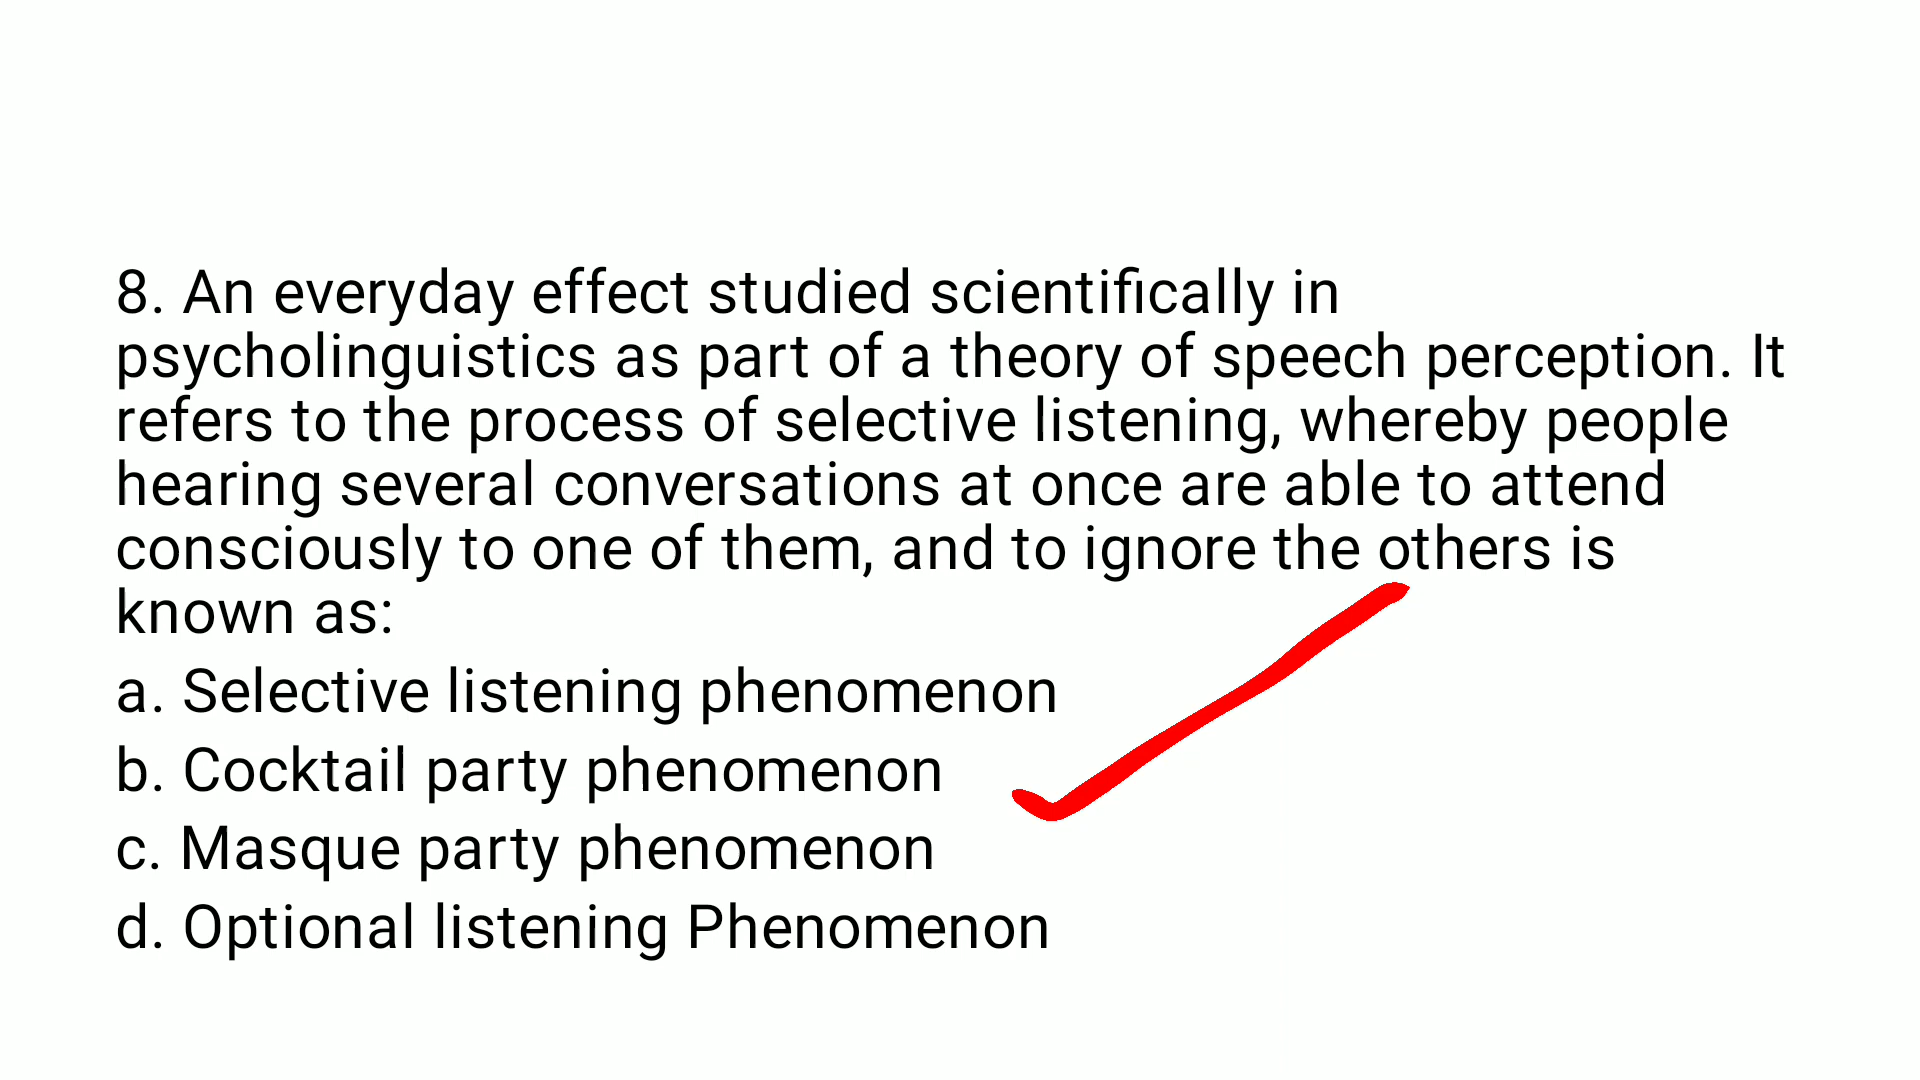 8. An everyday effect studied scientifically in
psycholinguistics as part of a theory of speech perception. It
refers to the process of selective listening, whereby people
hearing several conversations at once are able to attend
consciously to one of them, and to ignore the others is
known as:
a. Selective listening phenomenon
b. Cocktail party phenomenon
c. Masque party phenomenon
d. Optional listening Phenomenon